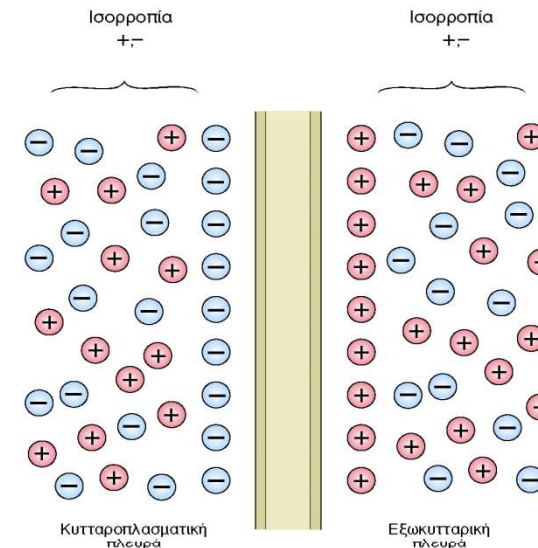 Ισορροπία
+,-
Ισορροπία
+,-
Κυτταροπλασματική
πλευρά
Εξωκυτταρική
πλευρά